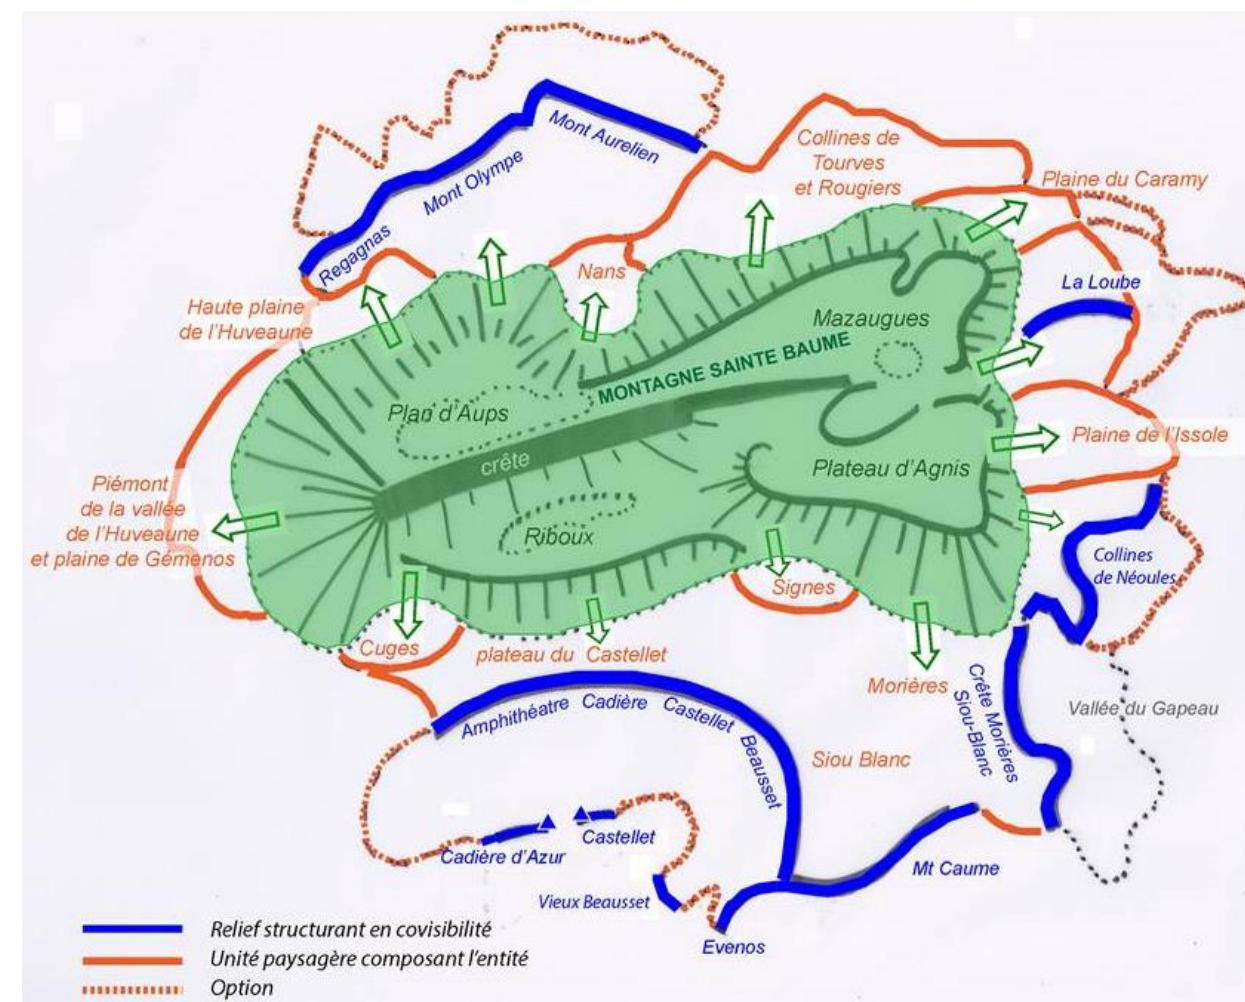 Mont Aurelien
Mont Olympe
Regagnas
Collines de
Tourves
et Rougiers
Plaine du Caramy
Nans
La Loube
Haute plaine
de l'Huveaune
Mazaugues
MONTAGNE SAINTE BAUME
Plan d'Aups
crête
Plaine de l'Issole
Plateau d'Agnis
Piémont
de la vallée
de l'Huveaune
et plaine de Gémenos
Riboux
Collines
de Néoules
Signes
Cuges
plateau du Castellet
Morières
Crête Morières
Siou-Blanc
Vallée du Gapeau
Amphithéatre Cadière Castellet Beausset
Siou Blanc
Castellet
Cadière d'Azur
Mt Caume
Vieux Beausset
Evenos
Relief structurant en covisibilité
Unité paysagère composant l'entité
Option